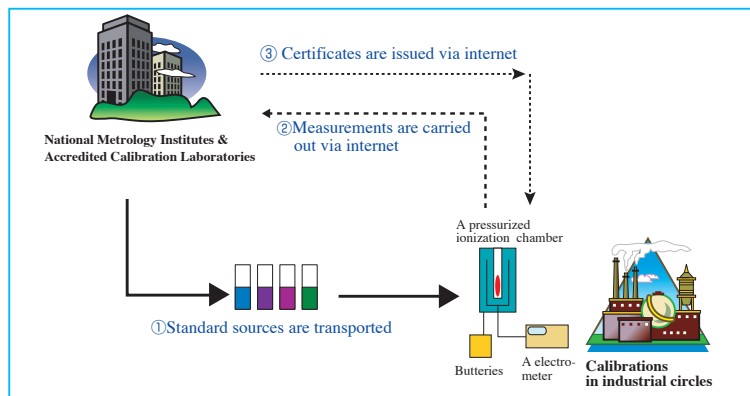 ③ Certificates are issued via internet
②Measurements are carried
out via internet
National Metrology Institutes &
Accredited Calibration Laboratories
A pressurized
ionization chamber
①Standard sources are transported
Butteries
A electro-
meter
Calibrations
in industrial circles